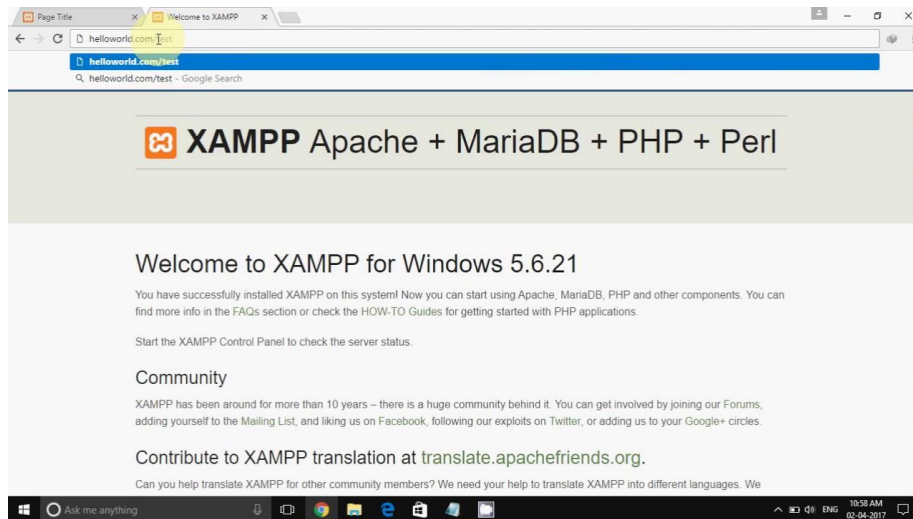 Page Title
Welcome to XAMPP
helloworld.com/test
helloworld.com/test
helloworld.com/test - Google Search
XAMPP Apache + MariaDB + PHP + Perl
Welcome to XAMPP for Windows 5.6.21
You have successfully installed XAMPP on this system! Now you can start using Apache, MariaDB, PHP and other components. You can
find more info in the FAQs section or check the HOW-TO Guides for getting started with PHP applications.
Start the XAMPP Control Panel to check the server status.
Community
XAMPP has been around for more than 10 years – there is a huge community behind it. You can get involved by joining our Forums,
adding yourself to the Mailing List, and liking us on Facebook, following our exploits on Twitter, or adding us to your Google+ circles.
Contribute to XAMPP translation at translate.apachefriends.org.
Can you help translate XAMPP for other community members? We need your help to translate XAMPP into different languages. We
Ask me anything
ENG
10:58 AM
02-04-2017